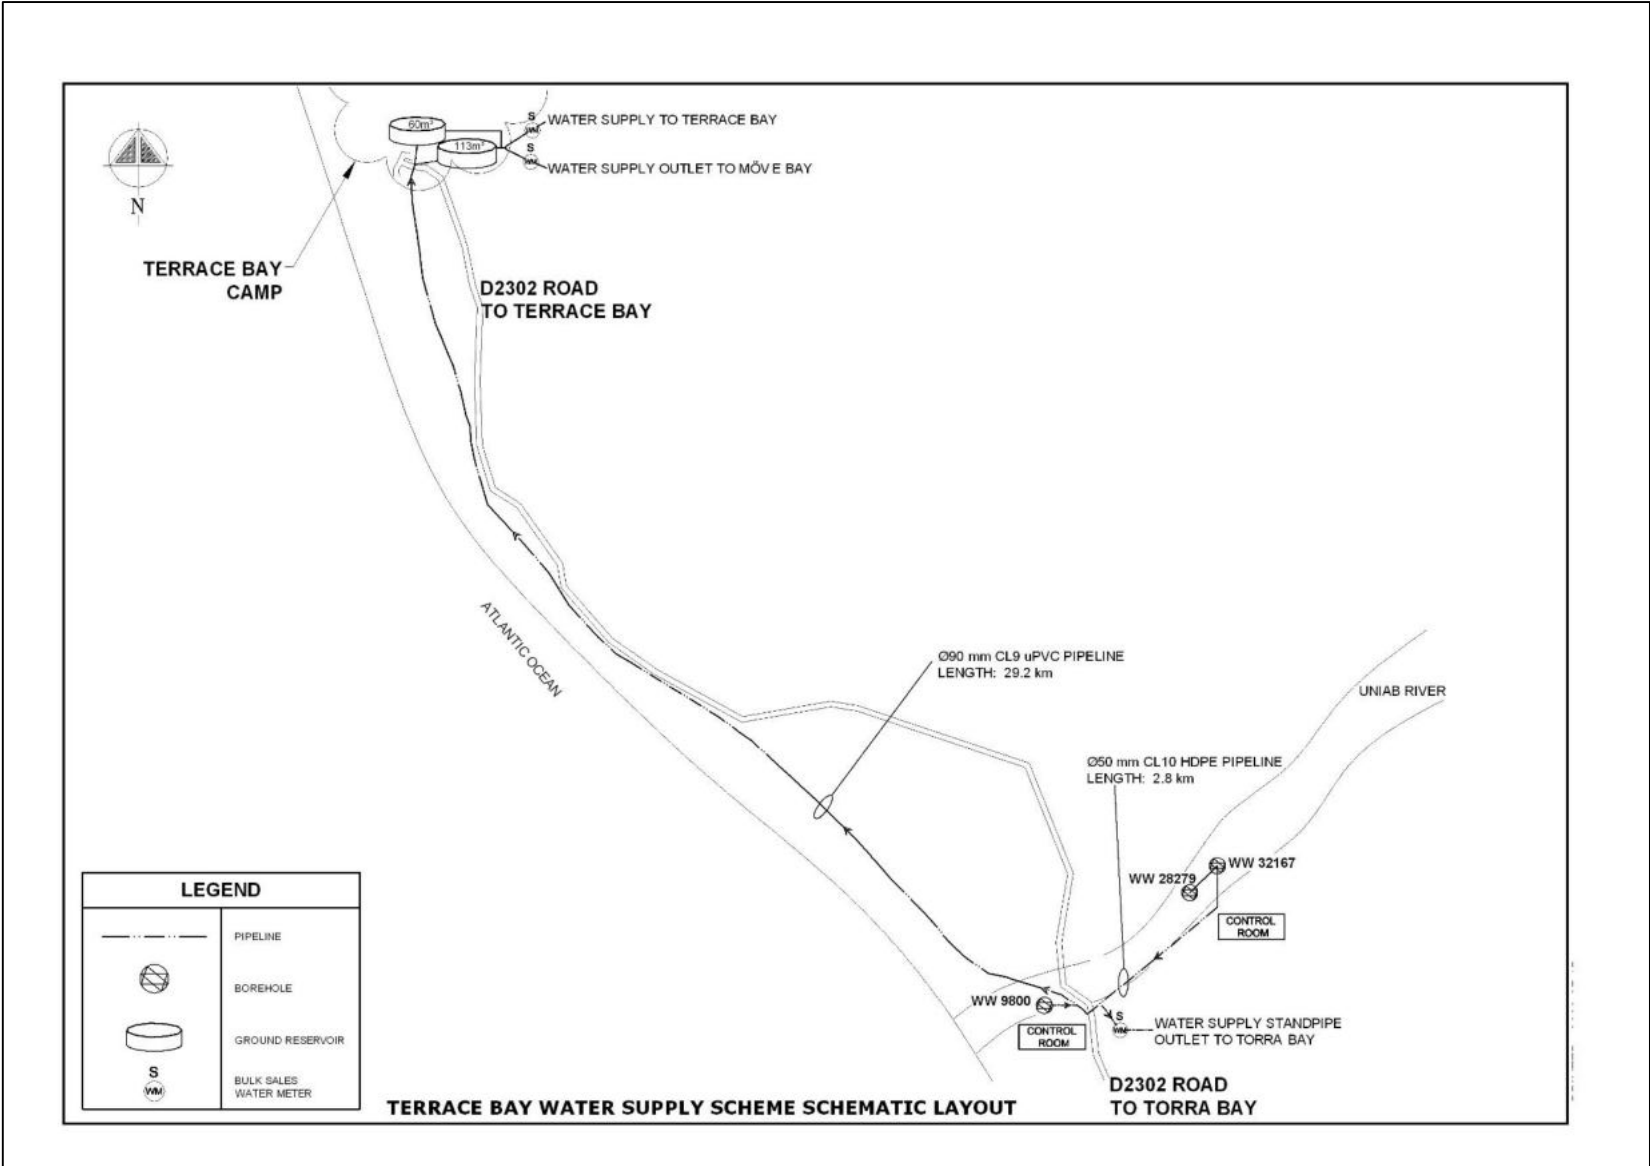 60m³
113m³
S
WM
WATER SUPPLY TO TERRACE BAY
S
WM
WATER SUPPLY OUTLET TO MÖVE BAY
N
TERRACE BAY
CAMP
D2302 ROAD
TO TERRACE BAY
ATLANTIC OCEAN
Ø90 mm CL9 uPVC PIPELINE
LENGTH: 29.2 km
UNIAB RIVER
Ø50 mm CL10 HDPE PIPELINE
LENGTH: 2.8 km
WW 32167
WW 28279
CONTROL
ROOM
WW 9800
CONTROL
ROOM
S
WM
WATER SUPPLY STANDPIPE
OUTLET TO TORRA BAY
D2302 ROAD
TO TORRA BAY
LEGEND
PIPELINE
BOREHOLE
GROUND RESERVOIR
S
WM
BULK SALES
WATER METER
TERRACE BAY WATER SUPPLY SCHEME SCHEMATIC LAYOUT